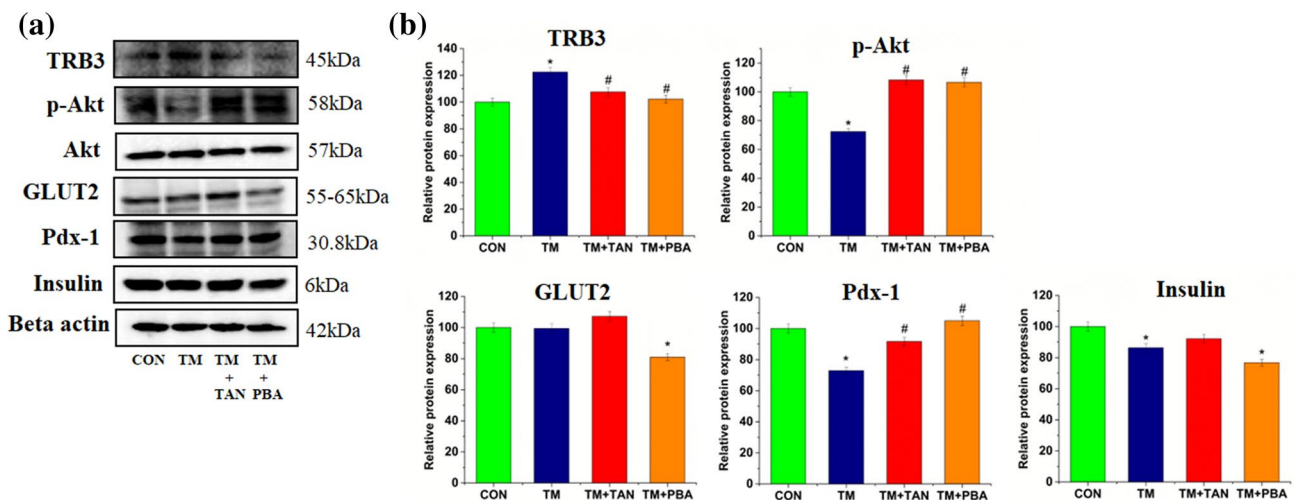 (a)
TRB3 45kDa
p-Akt 58kDa
Akt 57kDa
GLUT2 55-65kDa
Pdx-1 30.8kDa
Insulin 6kDa
Beta actin 42kDa
CON TM TM TM
+ +
TAN PBA
(b)
TRB3
Relative protein expression
140
120
100
80
60
40
20
0
*
#
#
CON TM TM+TAN TM+PBA
p-Akt
Relative protein expression
120
100
80
60
40
20
0
*
#
#
CON TM TM+TAN TM+PBA
GLUT2
Relative protein expression
120
100
80
60
40
20
0
*
CON TM TM+TAN TM+PBA
Pdx-1
Relative protein expression
120
100
80
60
40
20
0
*
#
#
CON TM TM+TAN TM+PBA
Insulin
Relative protein expression
120
100
80
60
40
20
0
*
*
CON TM TM+TAN TM+PBA